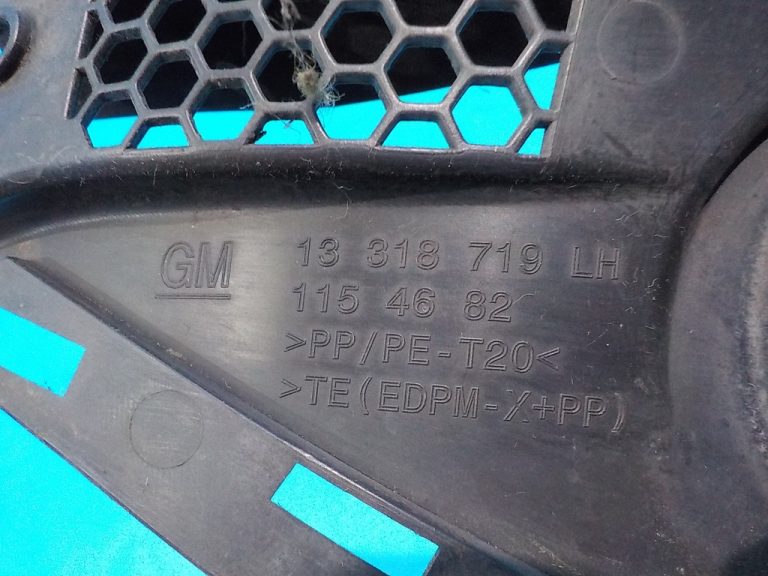 GM 13 318 719 LH
115 46 82
>PP/PE-T20<
>TE(EDPM-X+PP)